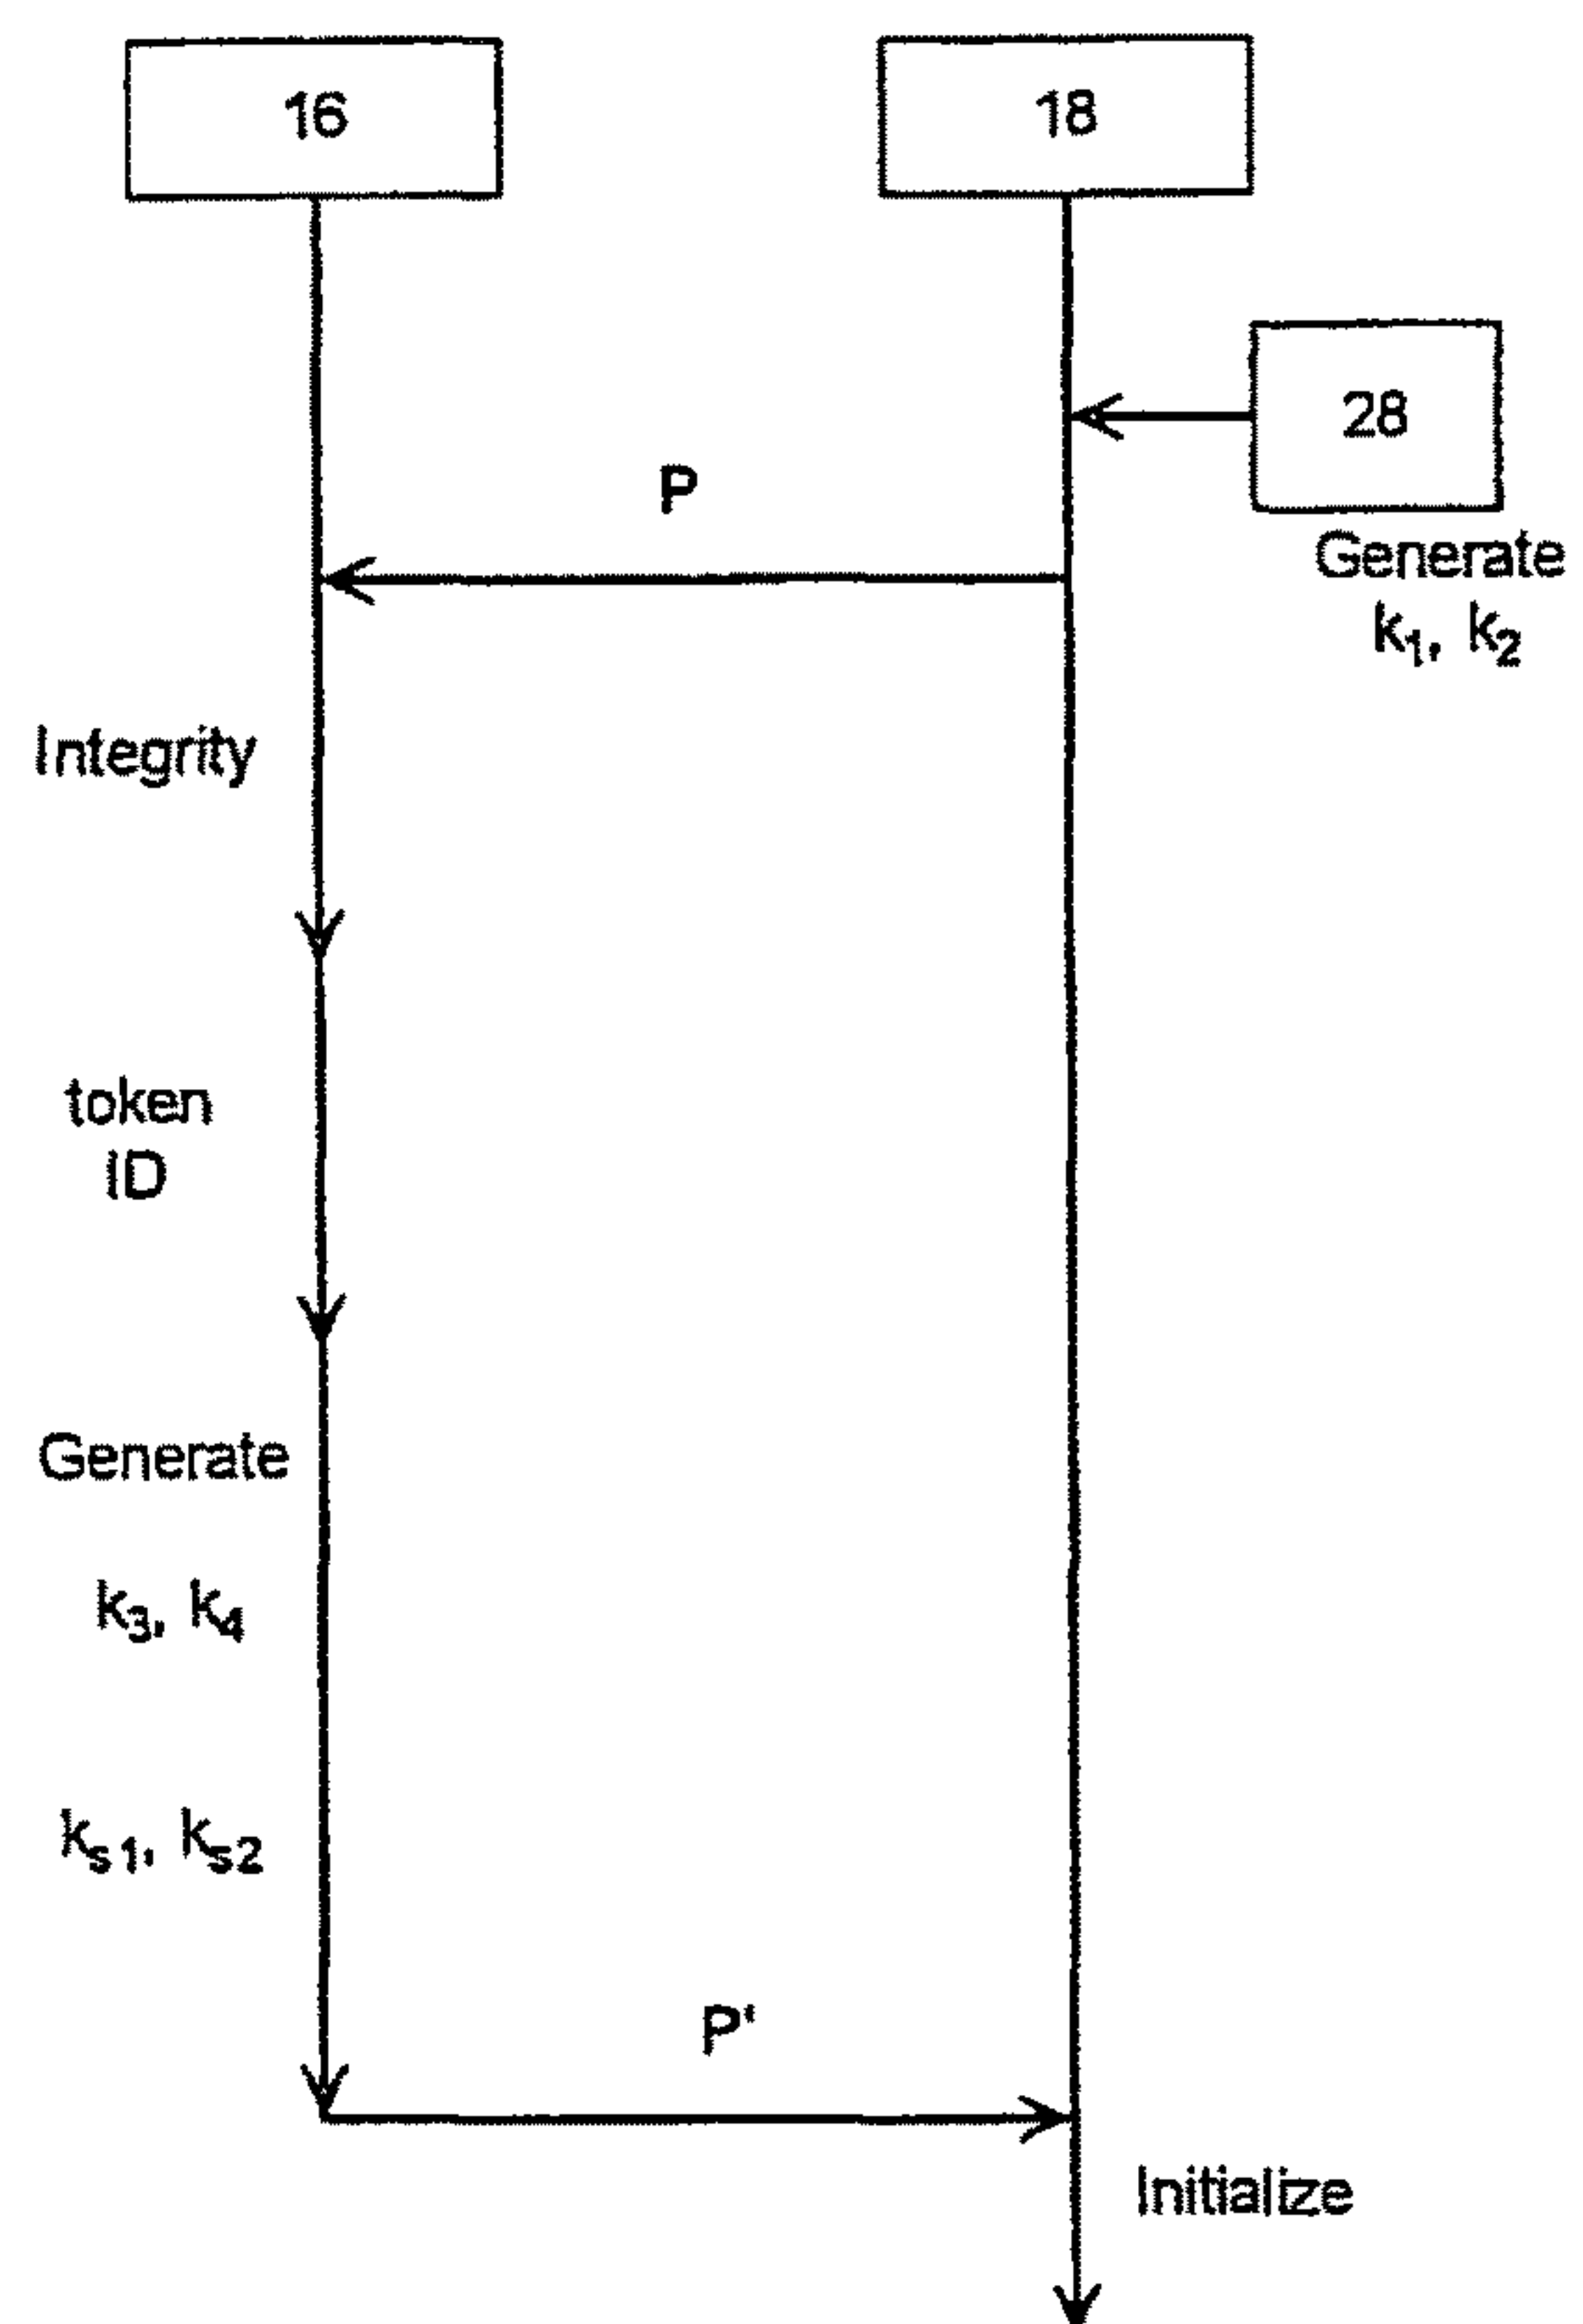 16
18
28
P
Generate
k1, k2
Integrity
token
ID
Generate
k3, k4
ks1, ks2
P'
Initialize